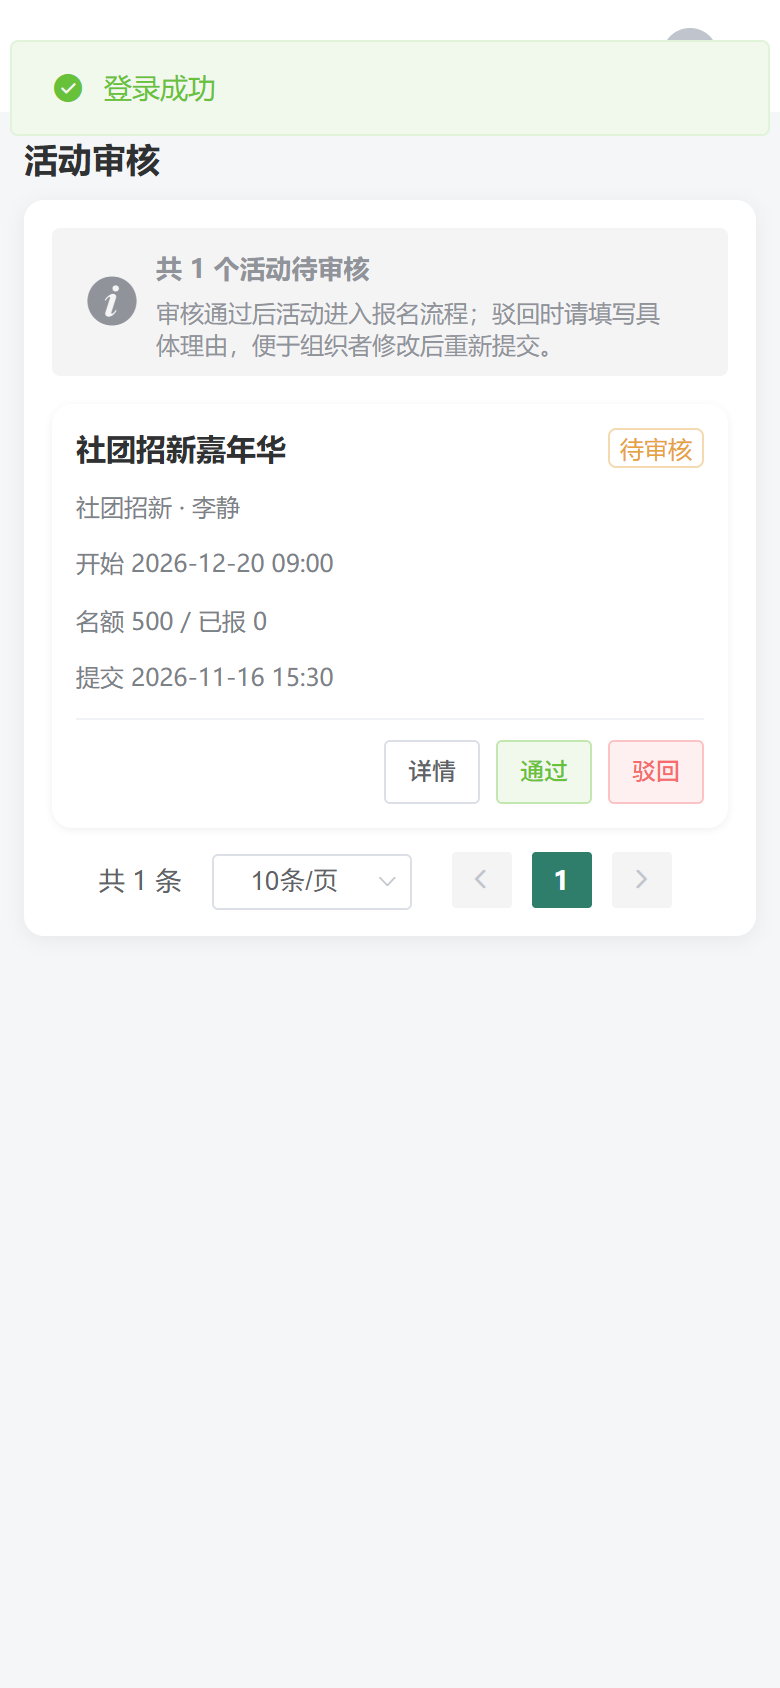 登录成功
活动审核
共 1 个活动待审核
审核通过后活动进入报名流程；驳回时请填写具
体理由，便于组织者修改后重新提交。
社团招新嘉年华
待审核
社团招新 · 李静
开始 2026-12-20 09:00
名额 500 / 已报 0
提交 2026-11-16 15:30
详情 通过 驳回
共 1 条 10条/页 1